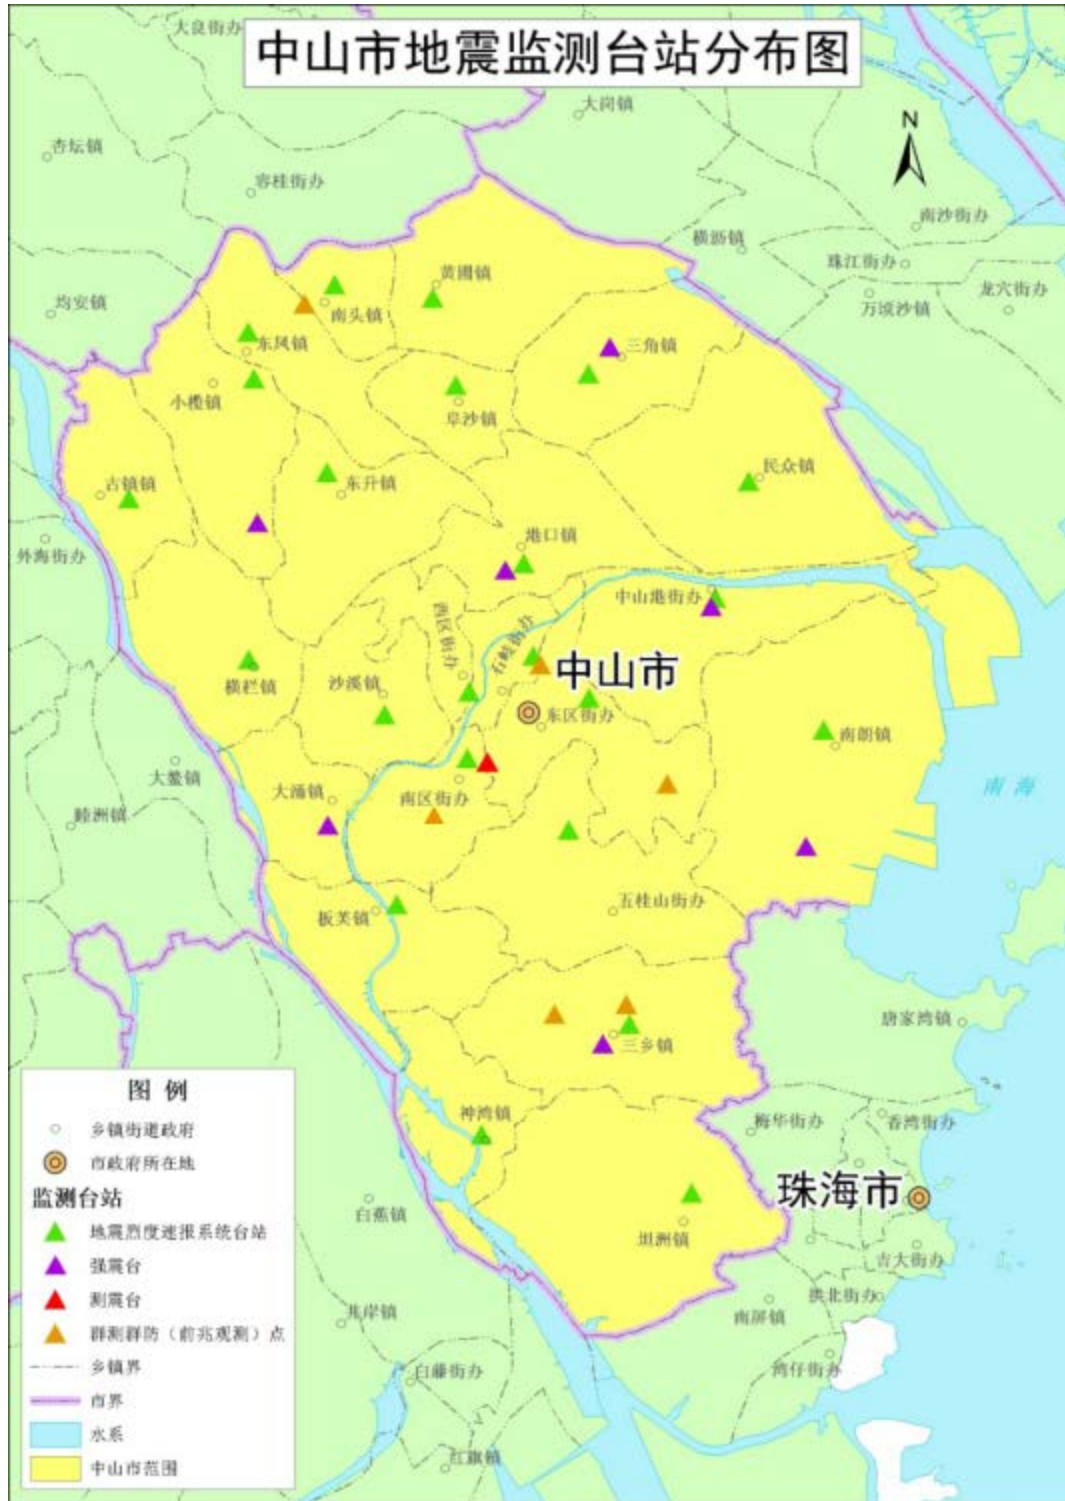 中山市地震监测台站分布图
大良街办
大岗镇
N
杏坛镇
容桂街办
南沙街办
横沥镇
珠江街办
龙穴街办
万顷沙镇
均安镇
黄圃镇
南头镇
东凤镇
三角镇
小榄镇
阜沙镇
民众镇
古镇镇
东升镇
外海街办
港口镇
中山港街办
西区街办
石岐街办
中山市
横栏镇
沙溪镇
东区街办
南朗镇
大鳌镇
大涌镇
南区街办
南海
睦洲镇
板芙镇
五桂山街办
唐家湾镇
三乡镇
神湾镇
梅华街办
香湾街办
珠海市
白蕉镇
坦洲镇
吉大街办
拱北街办
南屏镇
井岸镇
湾仔街办
白藤街办
红旗镇
图例
乡镇街道政府
市政府所在地
监测台站
地震烈度速报系统台站
强震台
测震台
群测群防（前兆观测）点
乡镇界
市界
水系
中山市范围